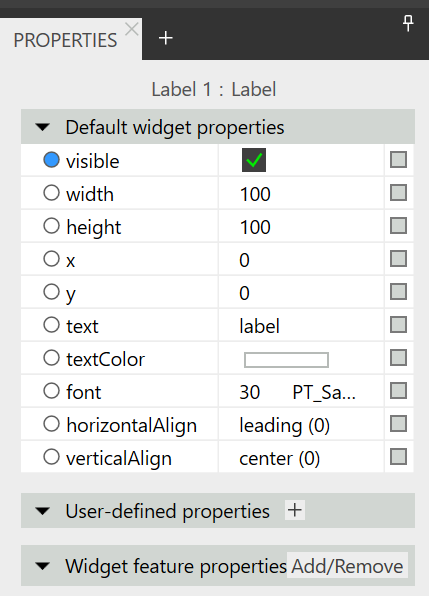 PROPERTIES
Label 1 : Label
Default widget properties
visible
width 100
height 100
x 0
y 0
text label
textColor
font 30 PT_Sa...
horizontalAlign leading (0)
verticalAlign center (0)
User-defined properties +
Widget feature properties Add/Remove